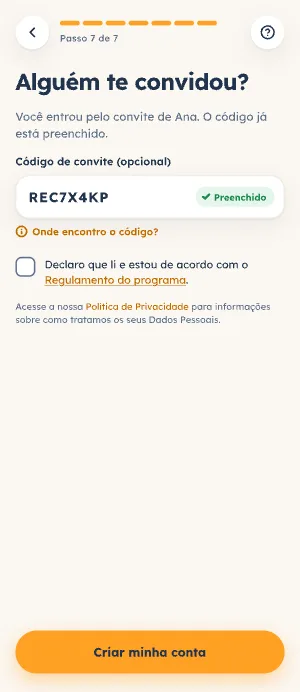 Passo 7 de 7
Alguém te convidou?
Você entrou pelo convite de Ana. O código já
está preenchido.
Código de convite (opcional)
REC7X4KP
Preenchido
Onde encontro o código?
Declaro que li e estou de acordo com o
Regulamento do programa.
Acesse a nossa Política de Privacidade para informações
sobre como tratamos os seus Dados Pessoais.
Criar minha conta